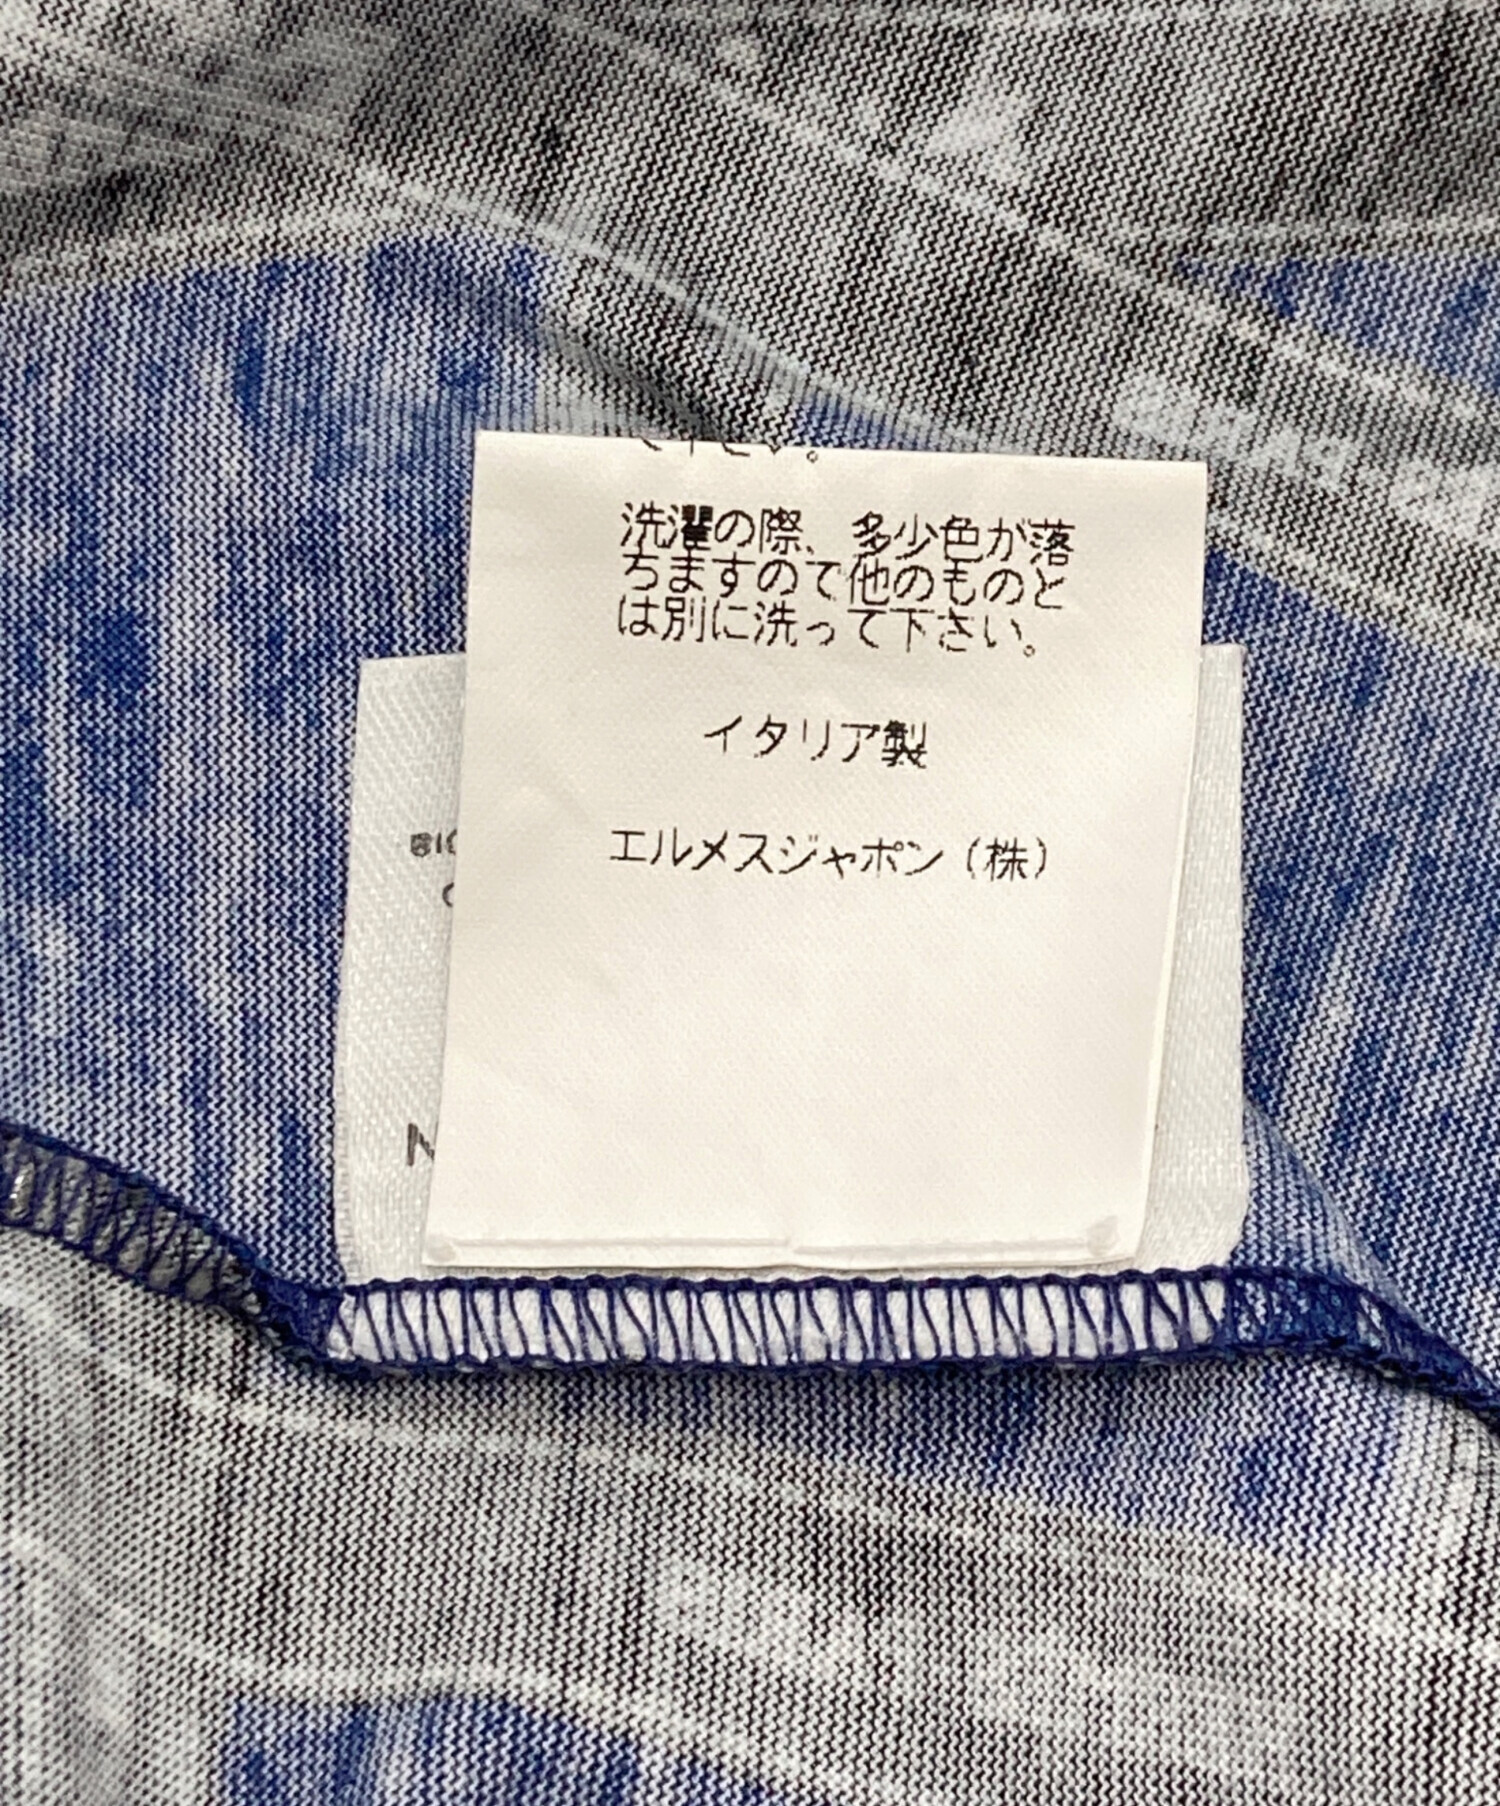 洗濯の際、多少色が落
ちますので他のものと
は別に洗って下さい。
イタリア製
エルメスジャポン（株）